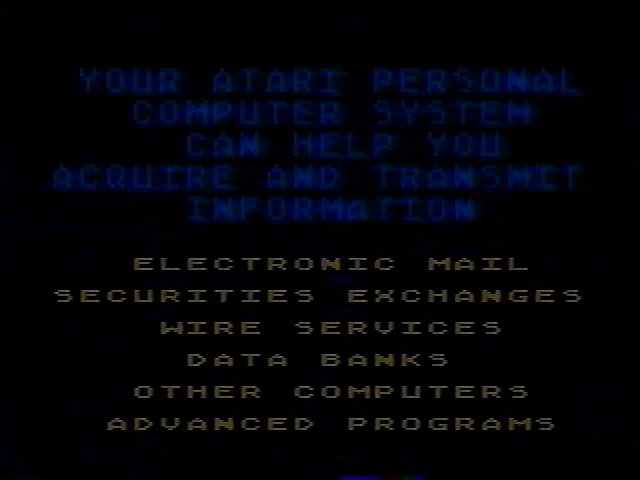 YOUR ATARI PERSONAL
COMPUTER SYSTEM
CAN HELP YOU
ACQUIRE AND TRANSMIT
INFORMATION
ELECTRONIC MAIL
SECURITIES EXCHANGES
WIRE SERVICES
DATA BANKS
OTHER COMPUTERS
ADVANCED PROGRAMS